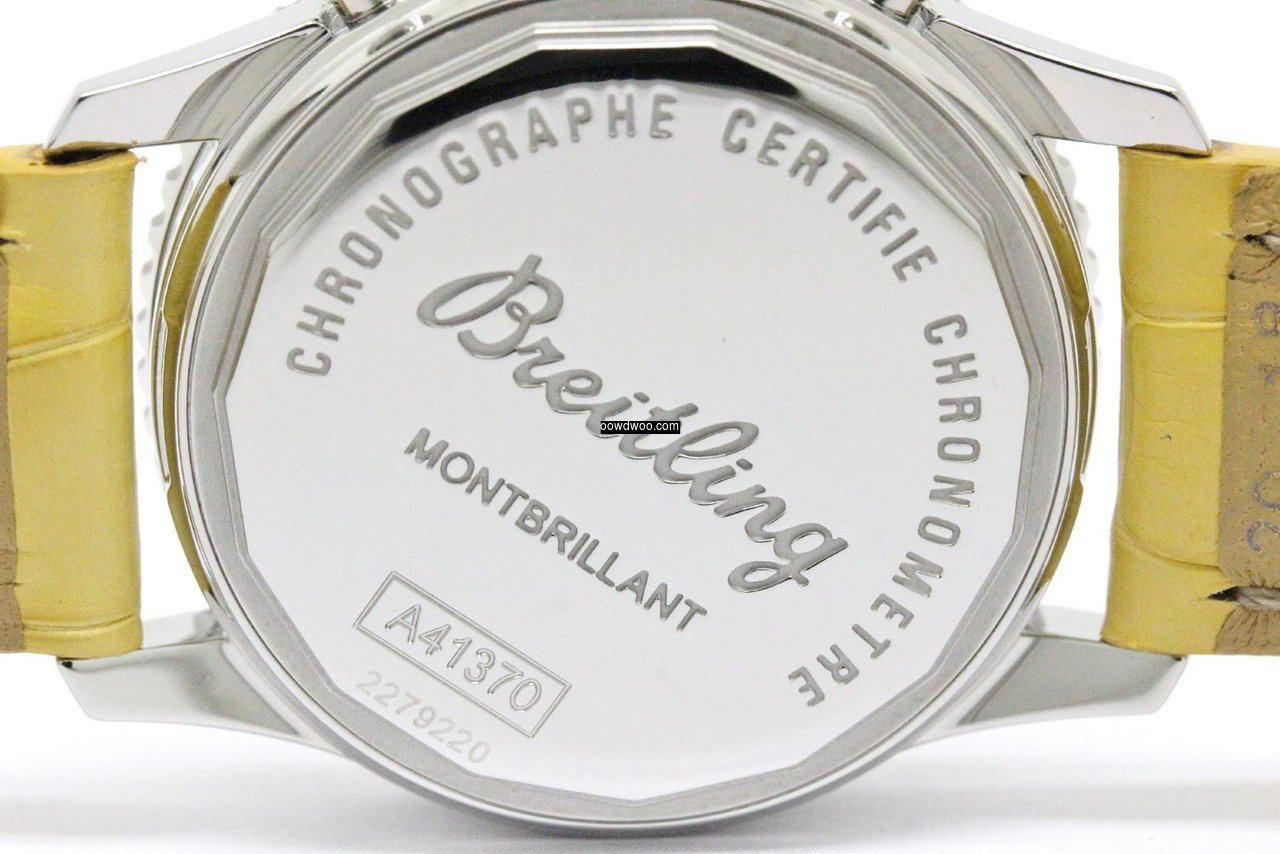 CHRONOGRAPHE CERTIFIE CHRONOMETRE
Breitling
oowdwoo.com
MONTBRILLANT
A41370
2279220